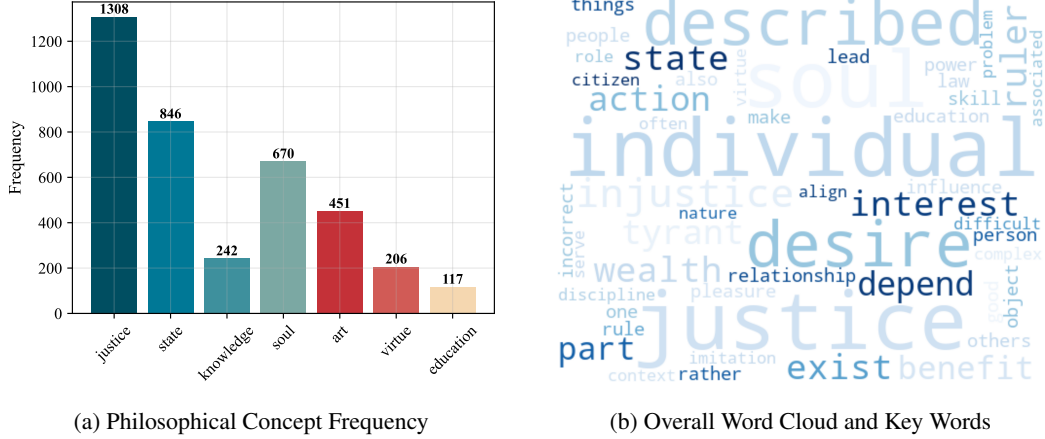 1308
1200
1000
846
800
670
600
451
400
242
206
200
117
0
Frequency
justice
state
knowledge
soul
art
virtue
education
(a) Philosophical Concept Frequency
things
described
people
problem
ruler
associated
role
state
lead
soul
power
citizen
also
virtue
law
action
skill
often
make
education
individual
injustice
align
influence
incorrect
nature
interest
tyrant
difficult
desire
person
serve
complex
wealth
relationship
depend
object
discipline
pleasure
good
one
justice
rule
others
part
imitation
exist
benefit
context
rather
(b) Overall Word Cloud and Key Words